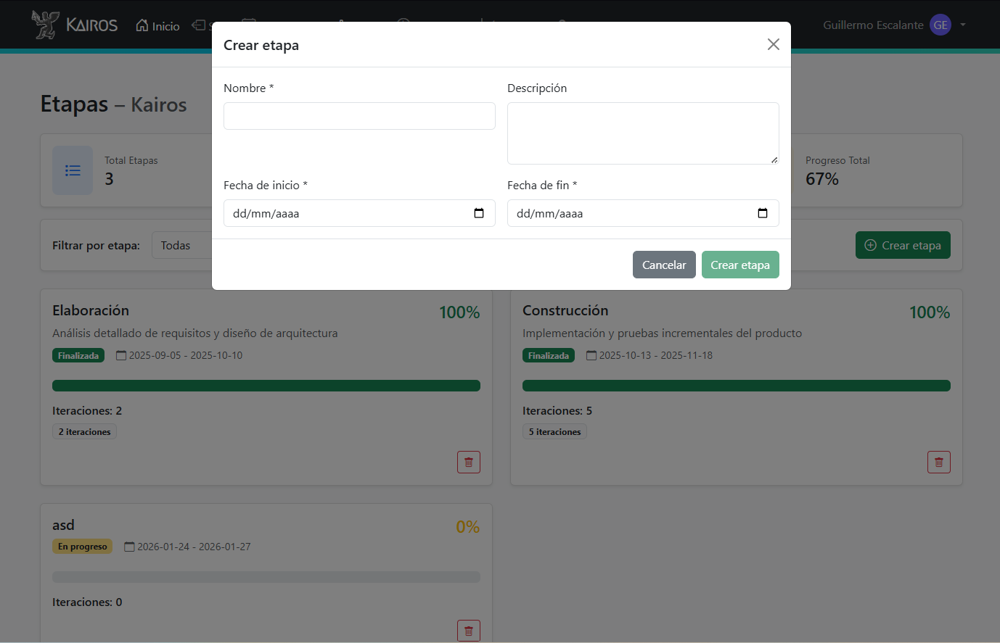 KAIROS
Inicio
Guillermo Escalante GE
Crear etapa
Nombre *
Descripción
Fecha de inicio *
Fecha de fin *
dd/mm/aaaa
dd/mm/aaaa
Cancelar
Crear etapa
Etapas – Kairos
Total Etapas
3
Progreso Total
67%
Filtrar por etapa:
Todas
Crear etapa
Elaboración
100%
Análisis detallado de requisitos y diseño de arquitectura
Finalizada
2025-09-05 - 2025-10-10
Iteraciones: 2
2 iteraciones
Construcción
100%
Implementación y pruebas incrementales del producto
Finalizada
2025-10-13 - 2025-11-18
Iteraciones: 5
5 iteraciones
asd
0%
En progreso
2026-01-24 - 2026-01-27
Iteraciones: 0